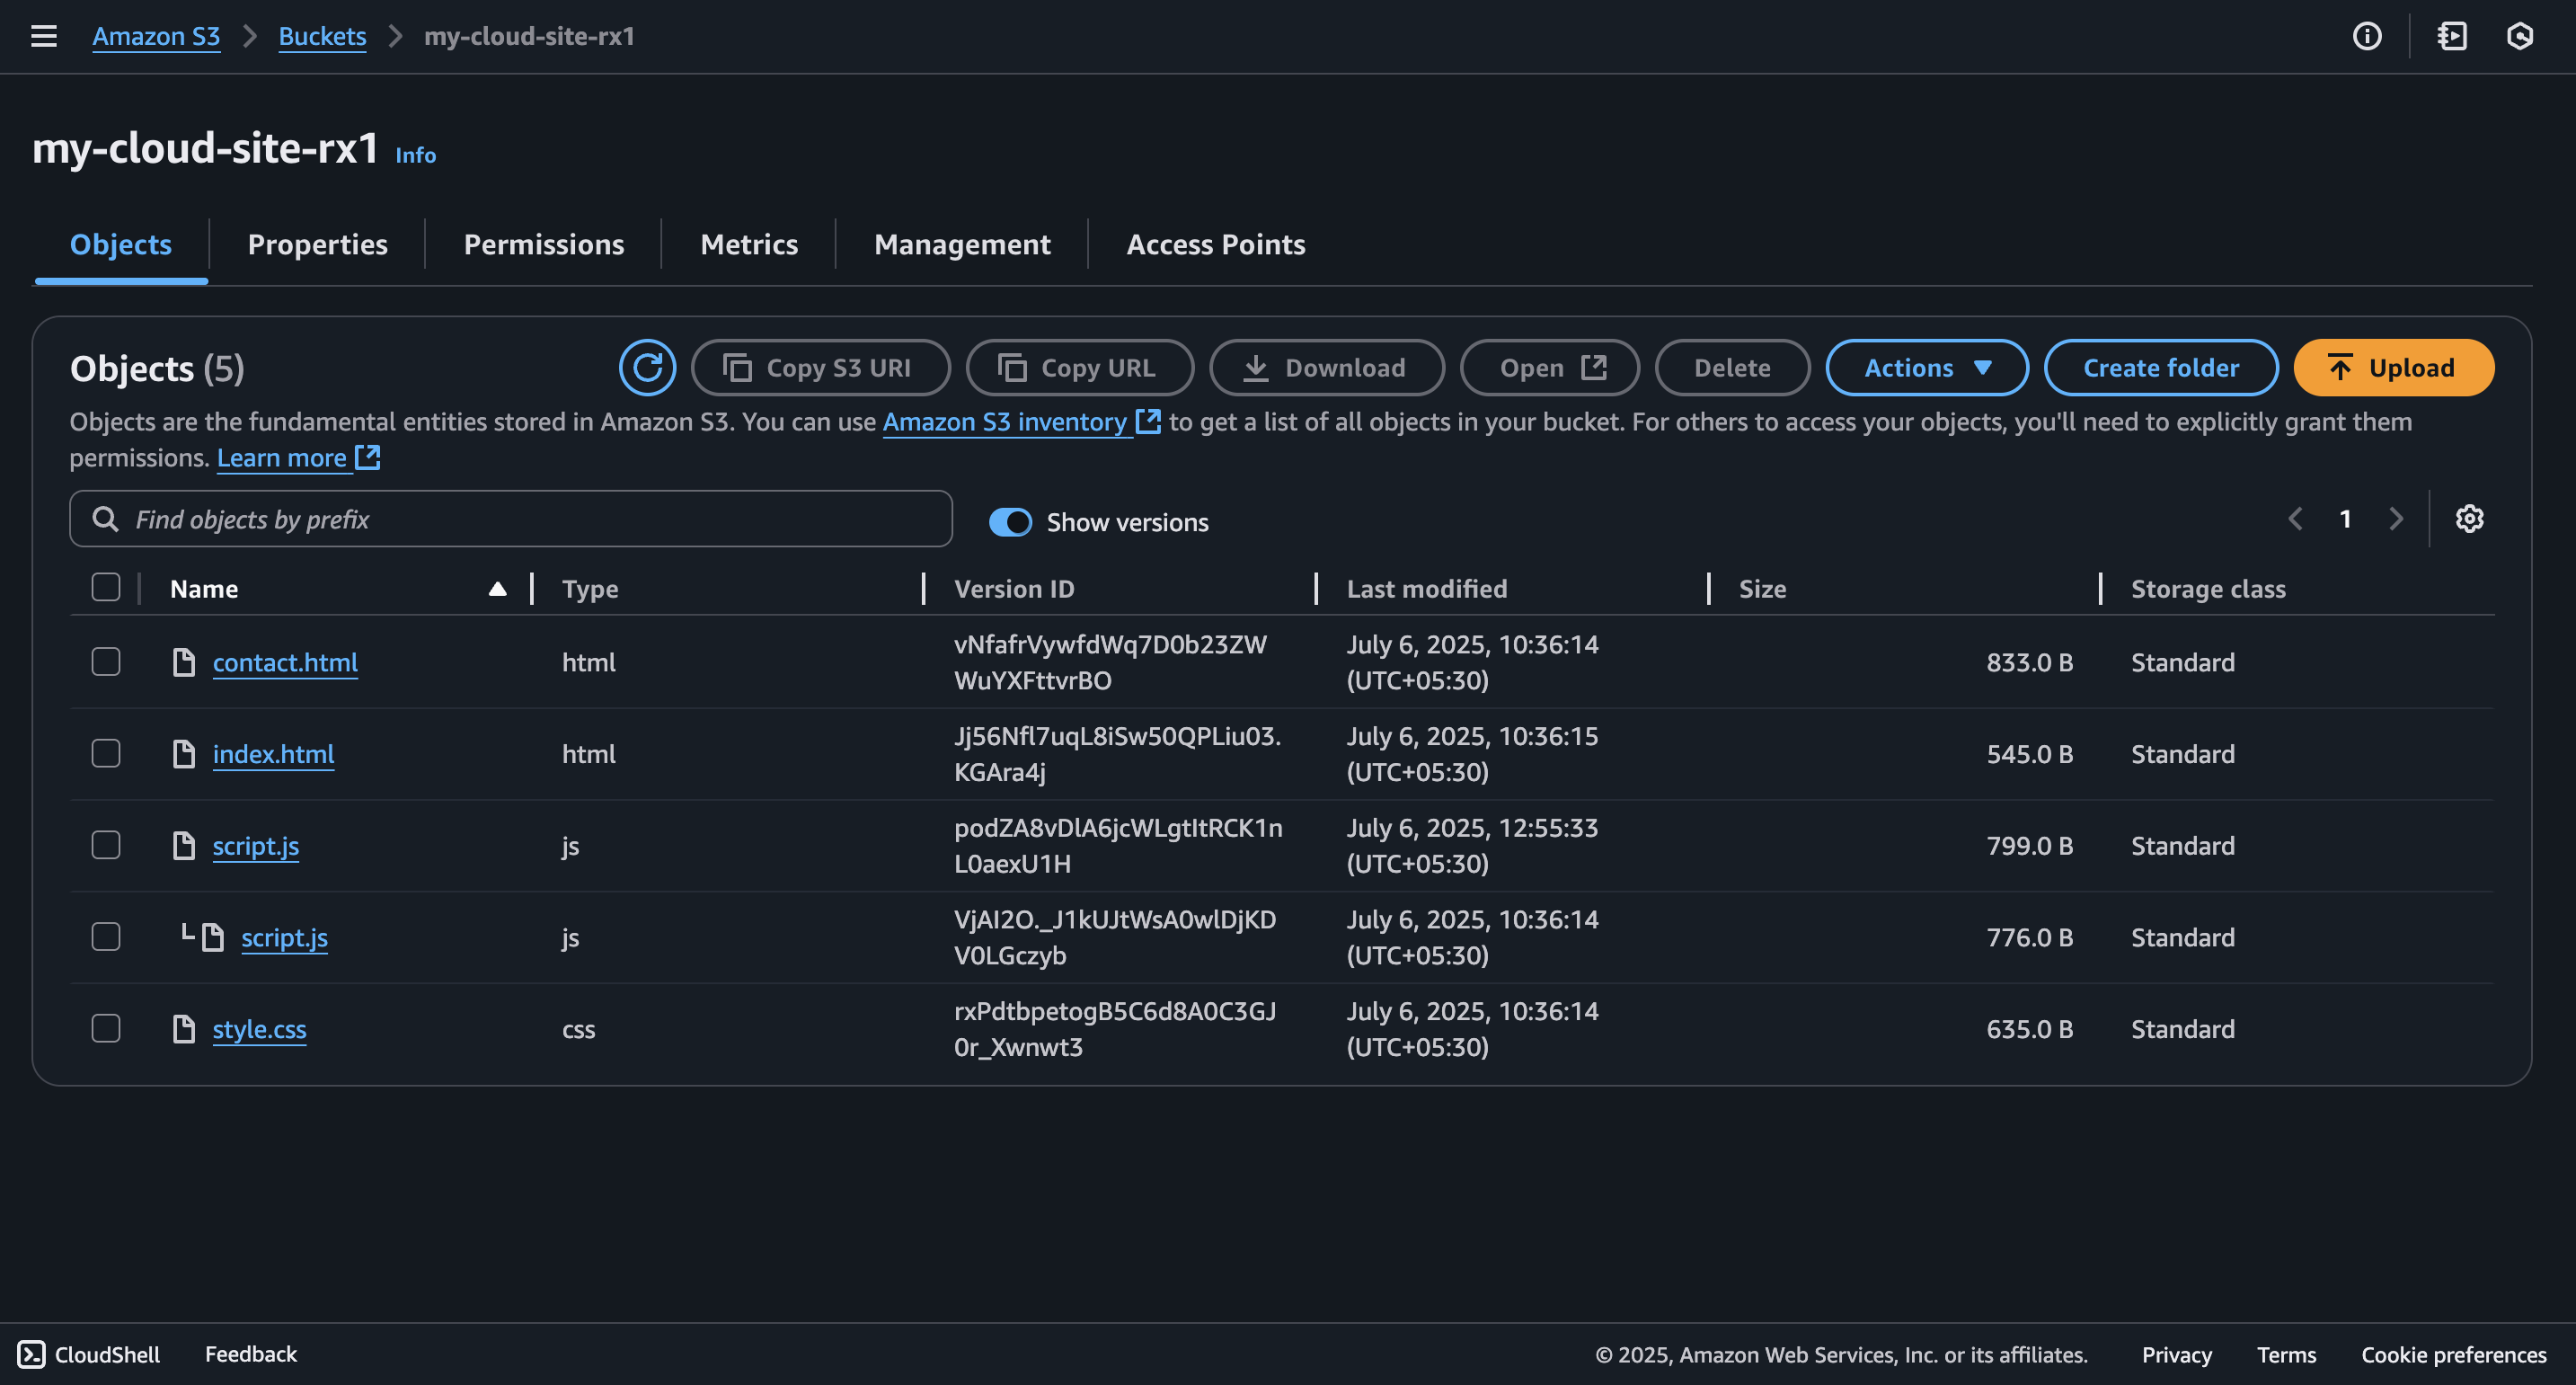 Amazon S3 > Buckets > my-cloud-site-rx1
my-cloud-site-rx1 Info
Objects Properties Permissions Metrics Management Access Points
Objects (5) Copy S3 URI Copy URL Download Open Delete Actions Create folder Upload
Objects are the fundamental entities stored in Amazon S3. You can use Amazon S3 inventory to get a list of all objects in your bucket. For others to access your objects, you'll need to explicitly grant them
permissions. Learn more
Find objects by prefix Show versions 1
Name Type Version ID Last modified Size Storage class
contact.html html vNfafrVywfdWq7D0b23ZW July 6, 2025, 10:36:14 833.0 B Standard
WuYXFttvrBO (UTC+05:30)
index.html html Jj56Nfl7uqL8iSw50QPLiu03. July 6, 2025, 10:36:15 545.0 B Standard
KGAra4j (UTC+05:30)
script.js js podZA8vDlA6jcWLgtItRCK1n July 6, 2025, 12:55:33 799.0 B Standard
L0aexU1H (UTC+05:30)
script.js js VjAI2O._J1kUJtWsA0wlDjKD July 6, 2025, 10:36:14 776.0 B Standard
V0LGczyb (UTC+05:30)
style.css css rxPdtbpetogB5C6d8A0C3GJ July 6, 2025, 10:36:14 635.0 B Standard
0r_Xwnwt3 (UTC+05:30)
CloudShell Feedback © 2025, Amazon Web Services, Inc. or its affiliates. Privacy Terms Cookie preferences